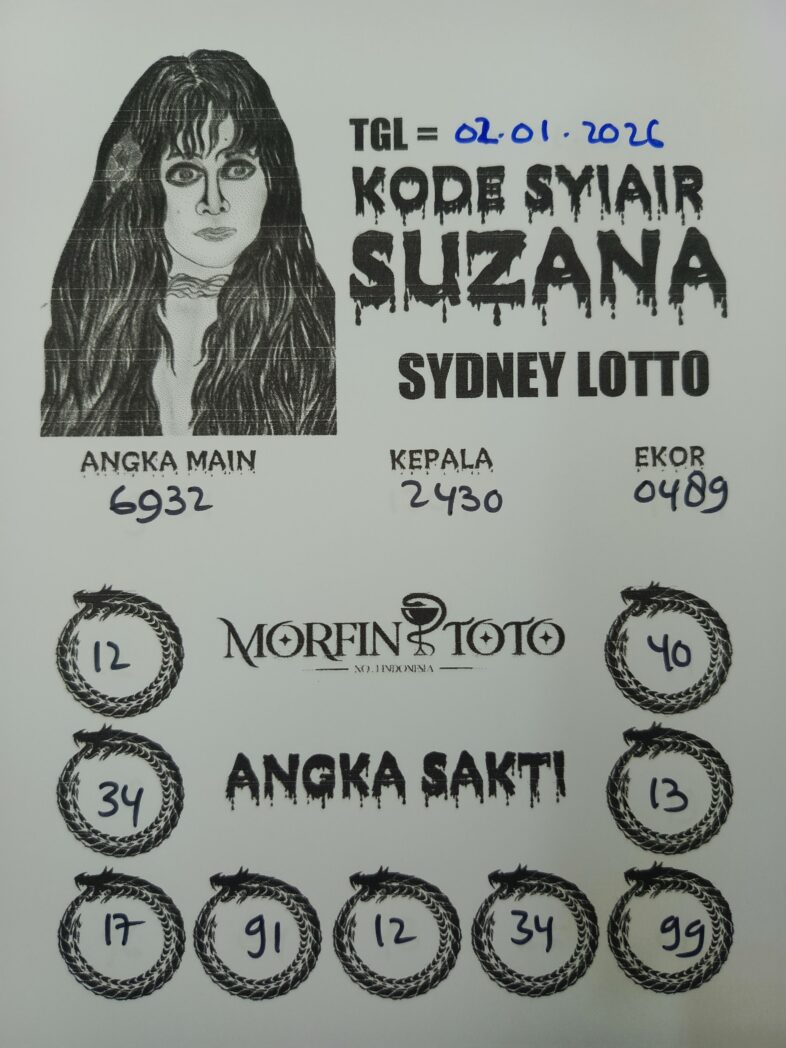 TGL = 02.01.2026
KODE SYIAIR
SUZANA
SYDNEY LOTTO
ANGKA MAIN KEPALA EKOR
6932 2430 0489
12 MORFIN TOTO 40
NO.1 INDONESIA
34 ANGKA SAKTI 13
17 91 12 34 99